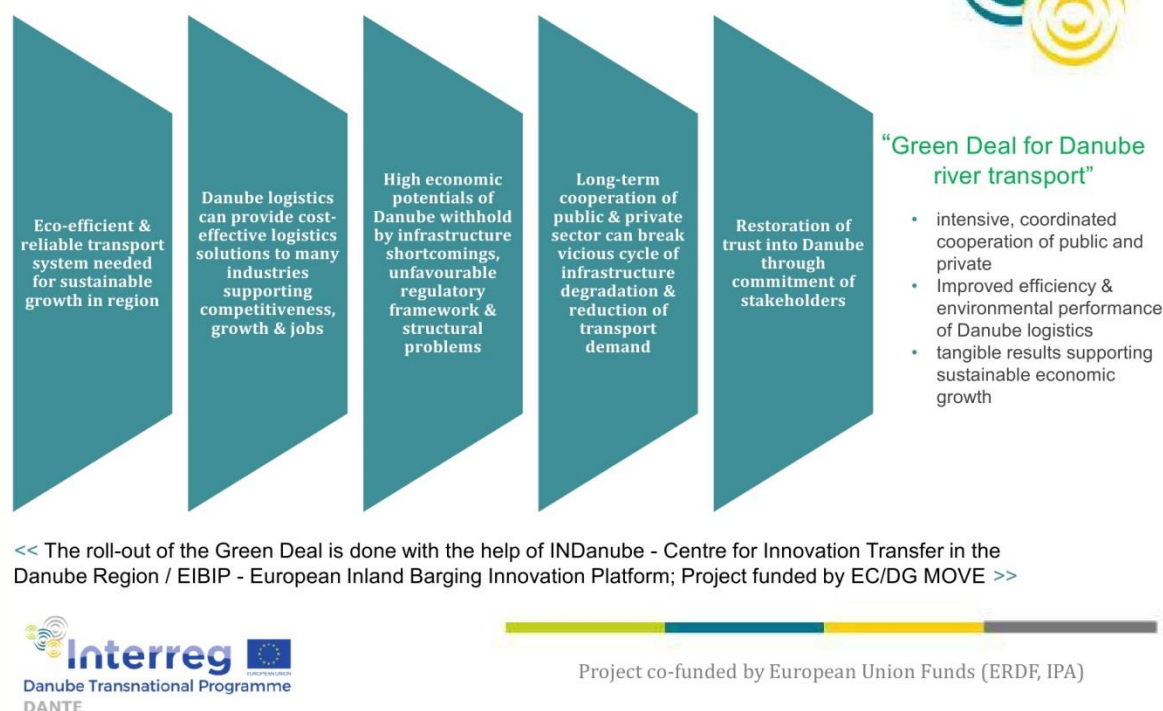 Eco-efficient &
reliable transport
system needed
for sustainable
growth in region
Danube logistics
can provide cost-
effective logistics
solutions to many
industries
supporting
competitiveness,
growth & jobs
High economic
potentials of
Danube withhold
by infrastructure
shortcomings,
unfavourable
regulatory
framework &
structural
problems
Long-term
cooperation of
public & private
sector can break
vicious cycle of
infrastructure
degradation &
reduction of
transport
demand
Restoration of
trust into Danube
through
commitment of
stakeholders
“Green Deal for Danube
river transport”
• intensive, coordinated
cooperation of public and
private
• Improved efficiency &
environmental performance
of Danube logistics
• tangible results supporting
sustainable economic
growth
<< The roll-out of the Green Deal is done with the help of INDanube - Centre for Innovation Transfer in the
Danube Region / EIBIP - European Inland Barging Innovation Platform; Project funded by EC/DG MOVE >>
Interreg
EUROPEAN UNION
Danube Transnational Programme
DANTE
Project co-funded by European Union Funds (ERDF, IPA)